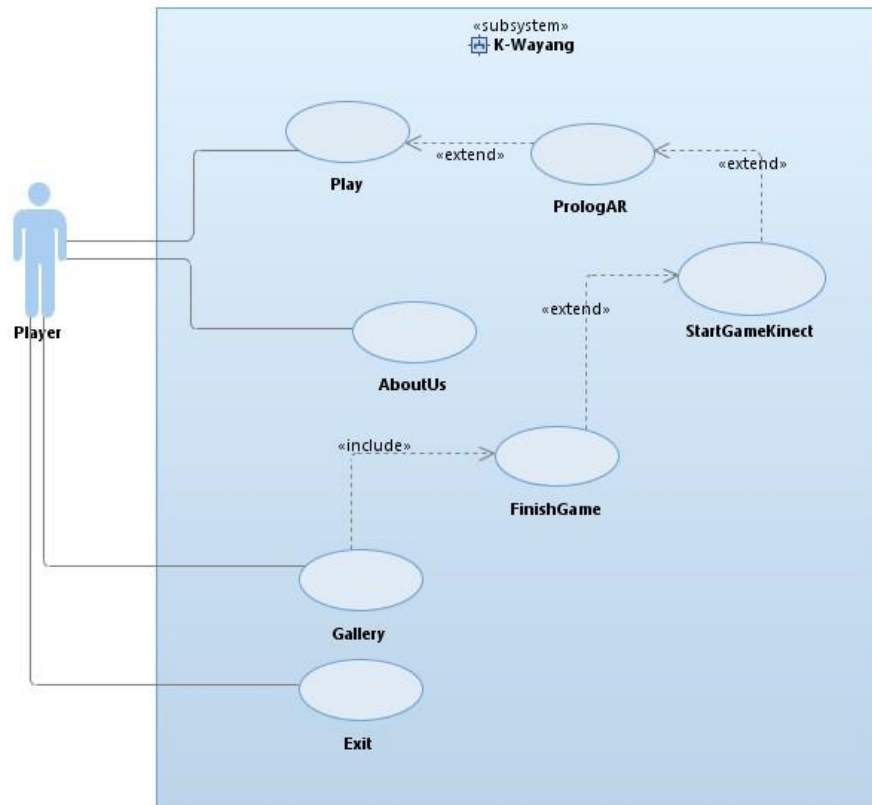 «subsystem»
K-Wayang
«extend»
Play
«extend»
PrologAR
Player
«extend»
StartGameKinect
AboutUs
«include»
FinishGame
Gallery
Exit